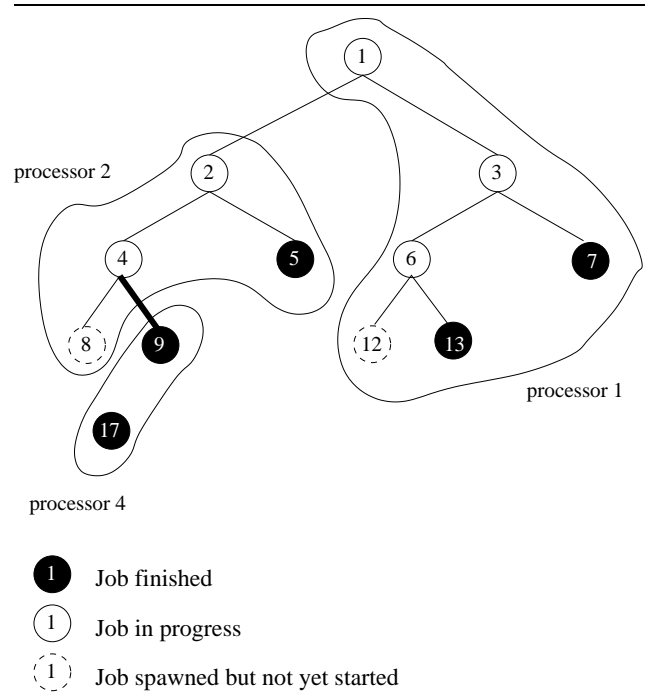 1
processor 2
2
3
4
5
6
7
8
9
12
13
processor 1
17
processor 4
1 Job finished
1 Job in progress
1 Job spawned but not yet started